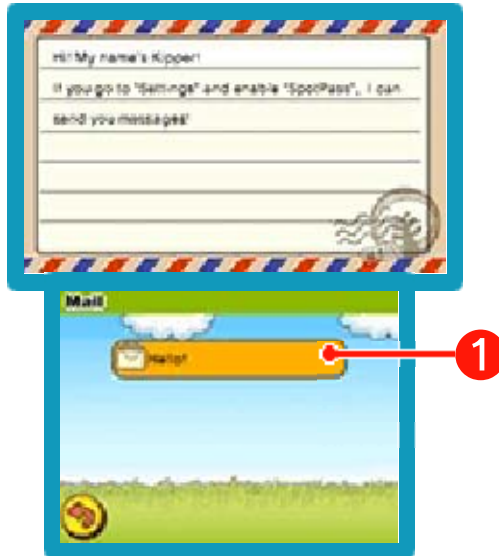 Hi! My name's Kipper!
If you go to "Settings" and enable "SpotPass", I can
send you messages!
Mail
Hello!
1